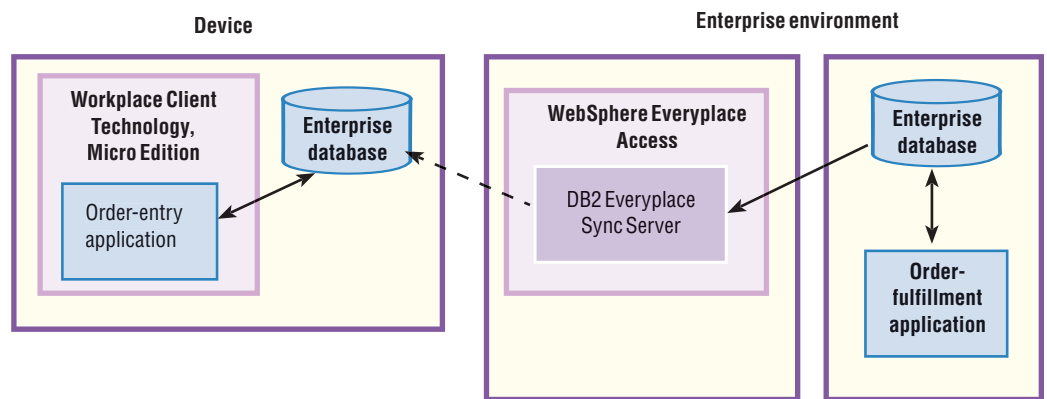 Device
Enterprise environment
Workplace Client
Technology,
Micro Edition
Enterprise
database
Order-entry
application
WebSphere Everyplace
Access
DB2 Everyplace
Sync Server
Enterprise
database
Order-
fulfillment
application